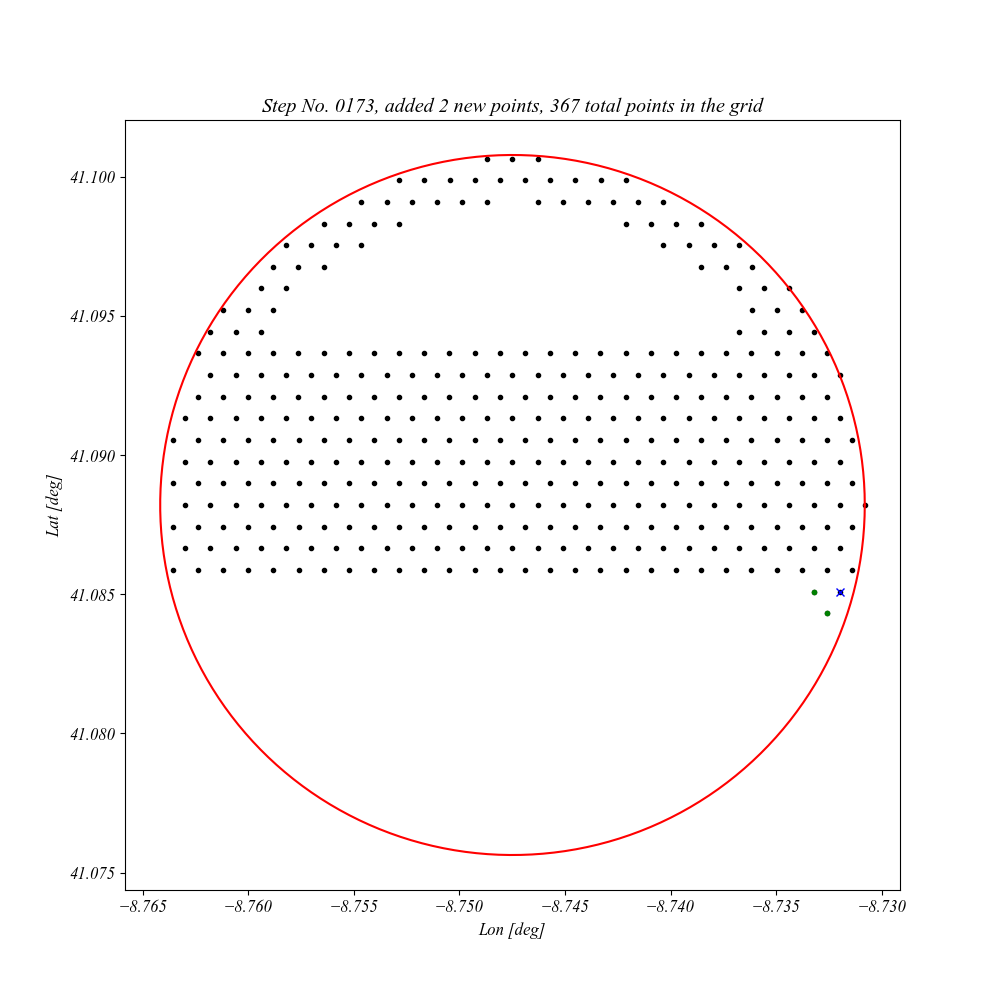 Step No. 0173, added 2 new points, 367 total points in the grid
41.100
41.095
41.090
41.085
41.080
41.075
Lat [deg]
−8.765 −8.760 −8.755 −8.750 −8.745 −8.740 −8.735 −8.730
Lon [deg]